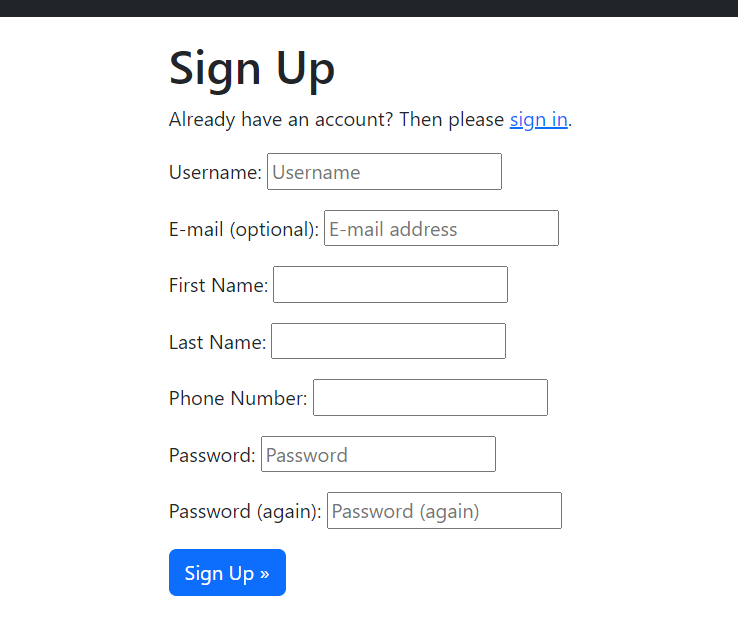 Sign Up
Already have an account? Then please sign in.
Username: Username
E-mail (optional): E-mail address
First Name:
Last Name:
Phone Number:
Password: Password
Password (again): Password (again)
Sign Up »